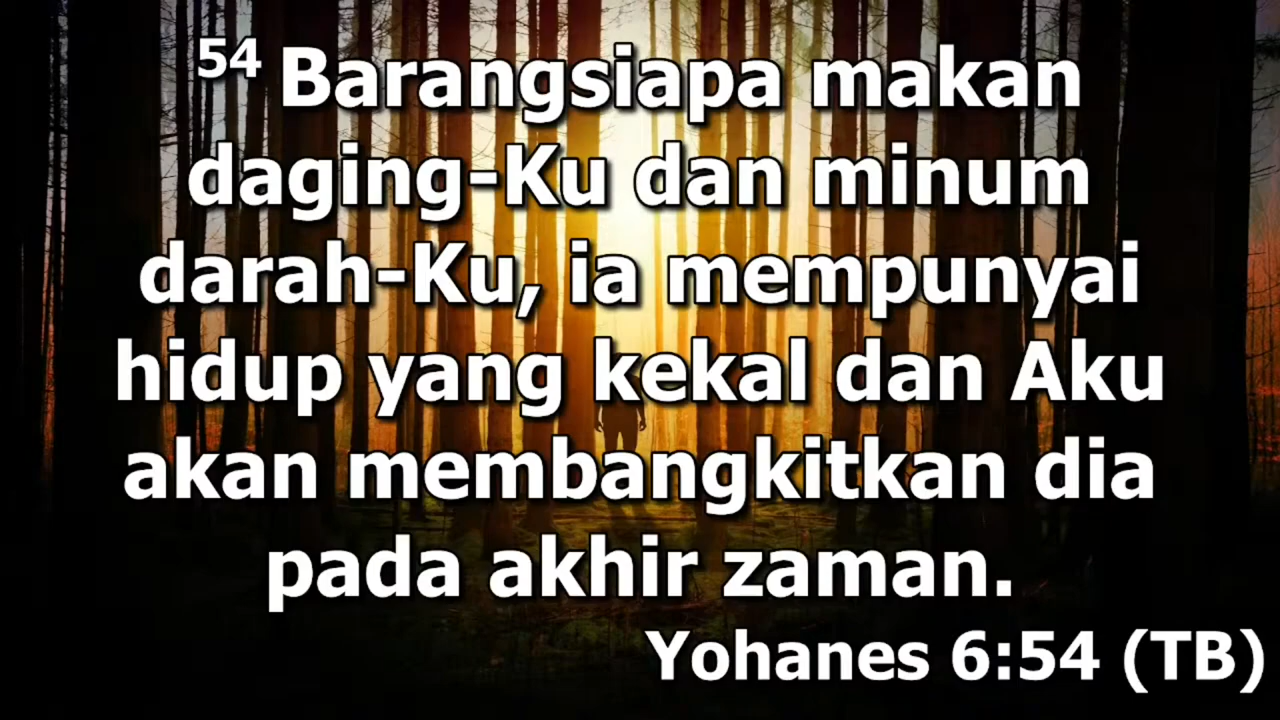 54 Barangsiapa makan
daging-Ku dan minum
darah-Ku, ia mempunyai
hidup yang kekal dan Aku
akan membangkitkan dia
pada akhir zaman.
Yohanes 6:54 (TB)